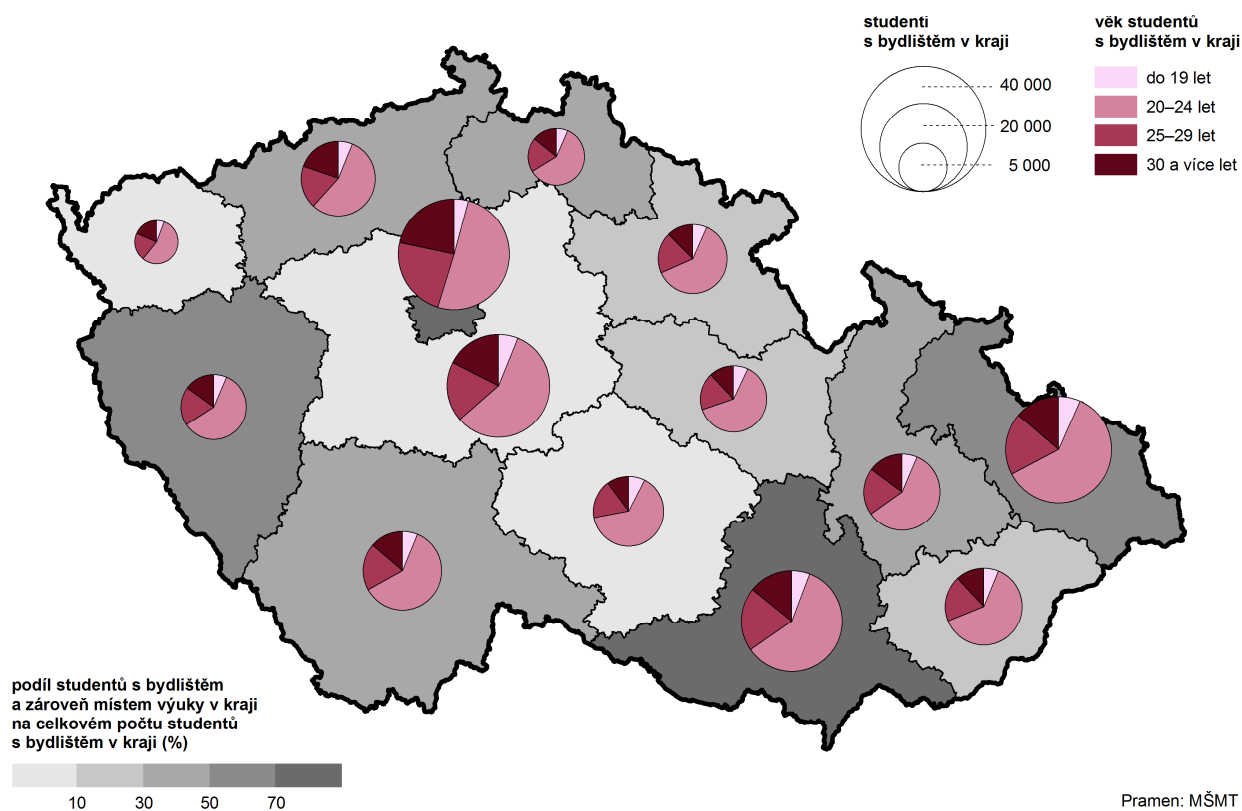 studenti
s bydlištěm v kraji
40 000
20 000
5 000
věk studentů
s bydlištěm v kraji
do 19 let
20–24 let
25–29 let
30 a více let
podíl studentů s bydlištěm
a zároveň místem výuky v kraji
na celkovém počtu studentů
s bydlištěm v kraji (%)
10 30 50 70
Pramen: MŠMT